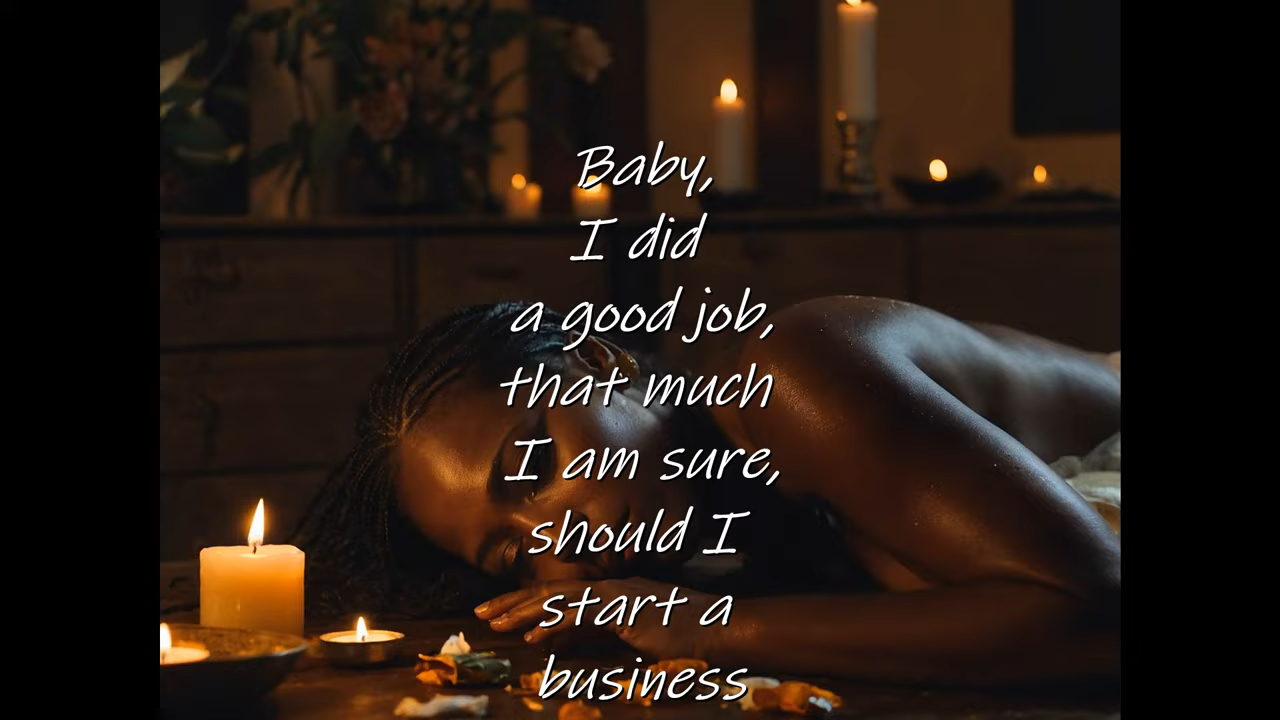 Baby,
I did
a good job,
that much
I am sure,
should I
start a
business